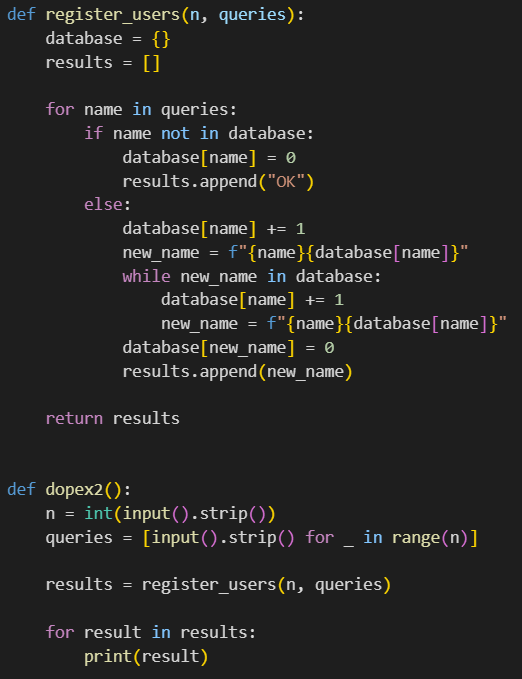 def register_users(n, queries):
    database = {}
    results = []

    for name in queries:
        if name not in database:
            database[name] = 0
            results.append("OK")
        else:
            database[name] += 1
            new_name = f"{name}{database[name]}"
            while new_name in database:
                database[name] += 1
                new_name = f"{name}{database[name]}"
            database[new_name] = 0
            results.append(new_name)

    return results


def dopex2():
    n = int(input().strip())
    queries = [input().strip() for _ in range(n)]

    results = register_users(n, queries)

    for result in results:
        print(result)